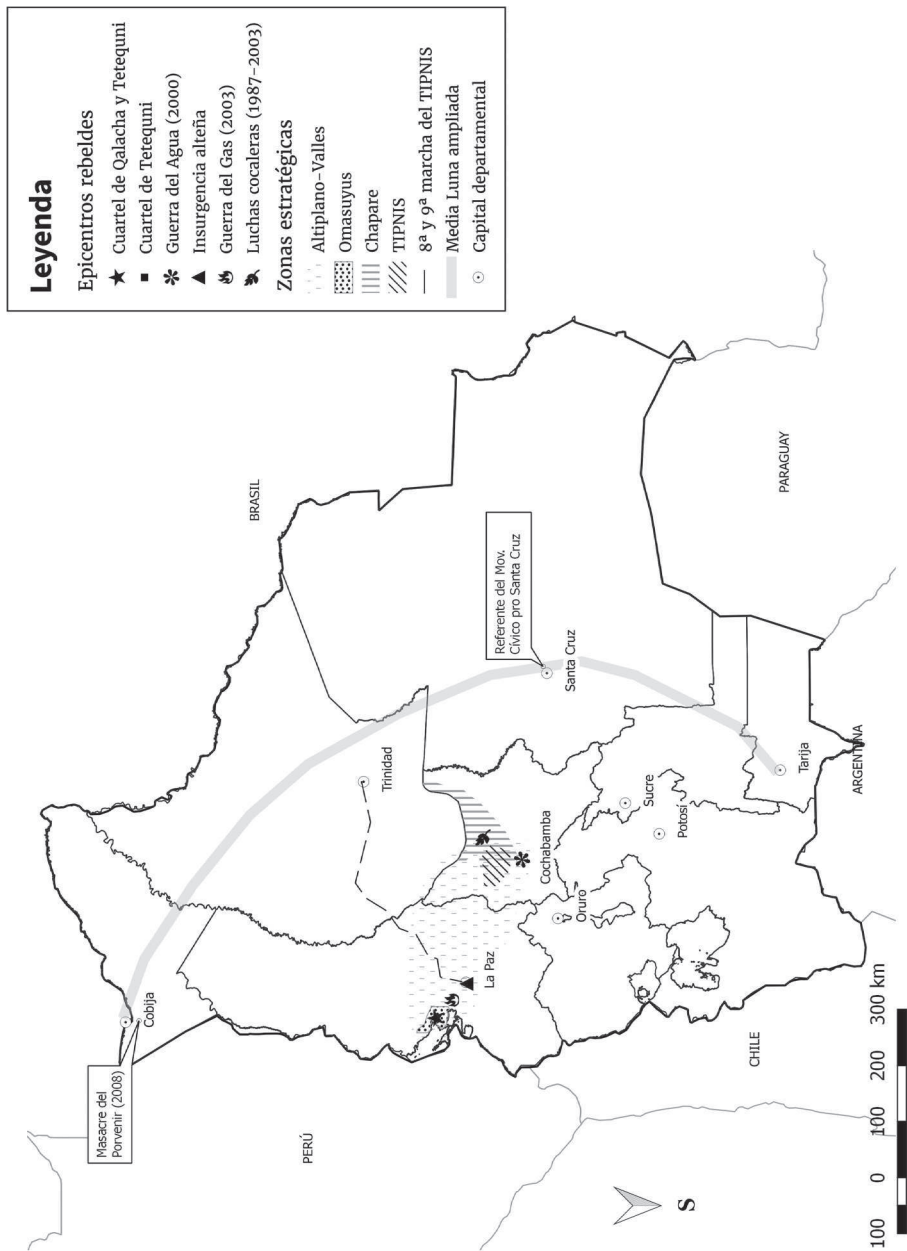 Leyenda
Epicentros rebeldes
Cuartel de Qalacha y Tetequni
Cuartel de Tetequni
Guerra del Agua (2000)
Insurgencia alteña
Guerra del Gas (2003)
Luchas cocaleras (1987–2003)
Zonas estratégicas
Altiplano–Valles
Omasuyus
Chapare
TIPNIS
8ª y 9ª marcha del TIPNIS
Media Luna ampliada
Capital departamental
Masacre del
Porvenir (2008)
Cobija
BRASIL
PERÚ
Trinidad
Referente del Mov.
Cívico pro Santa Cruz
Santa Cruz
La Paz
Cochabamba
Oruro
Sucre
Potosí
Tarija
CHILE
PARAGUAY
ARGENTINA
S
100 0 100 200 300 km